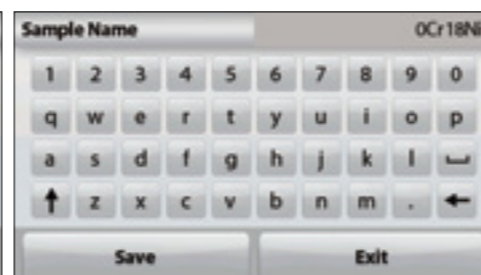 Sample Name 0Cr18Ni
1 2 3 4 5 6 7 8 9 0
q w e r t y u i o p
a s d f g h j k l
z x c v b n m .
Save Exit